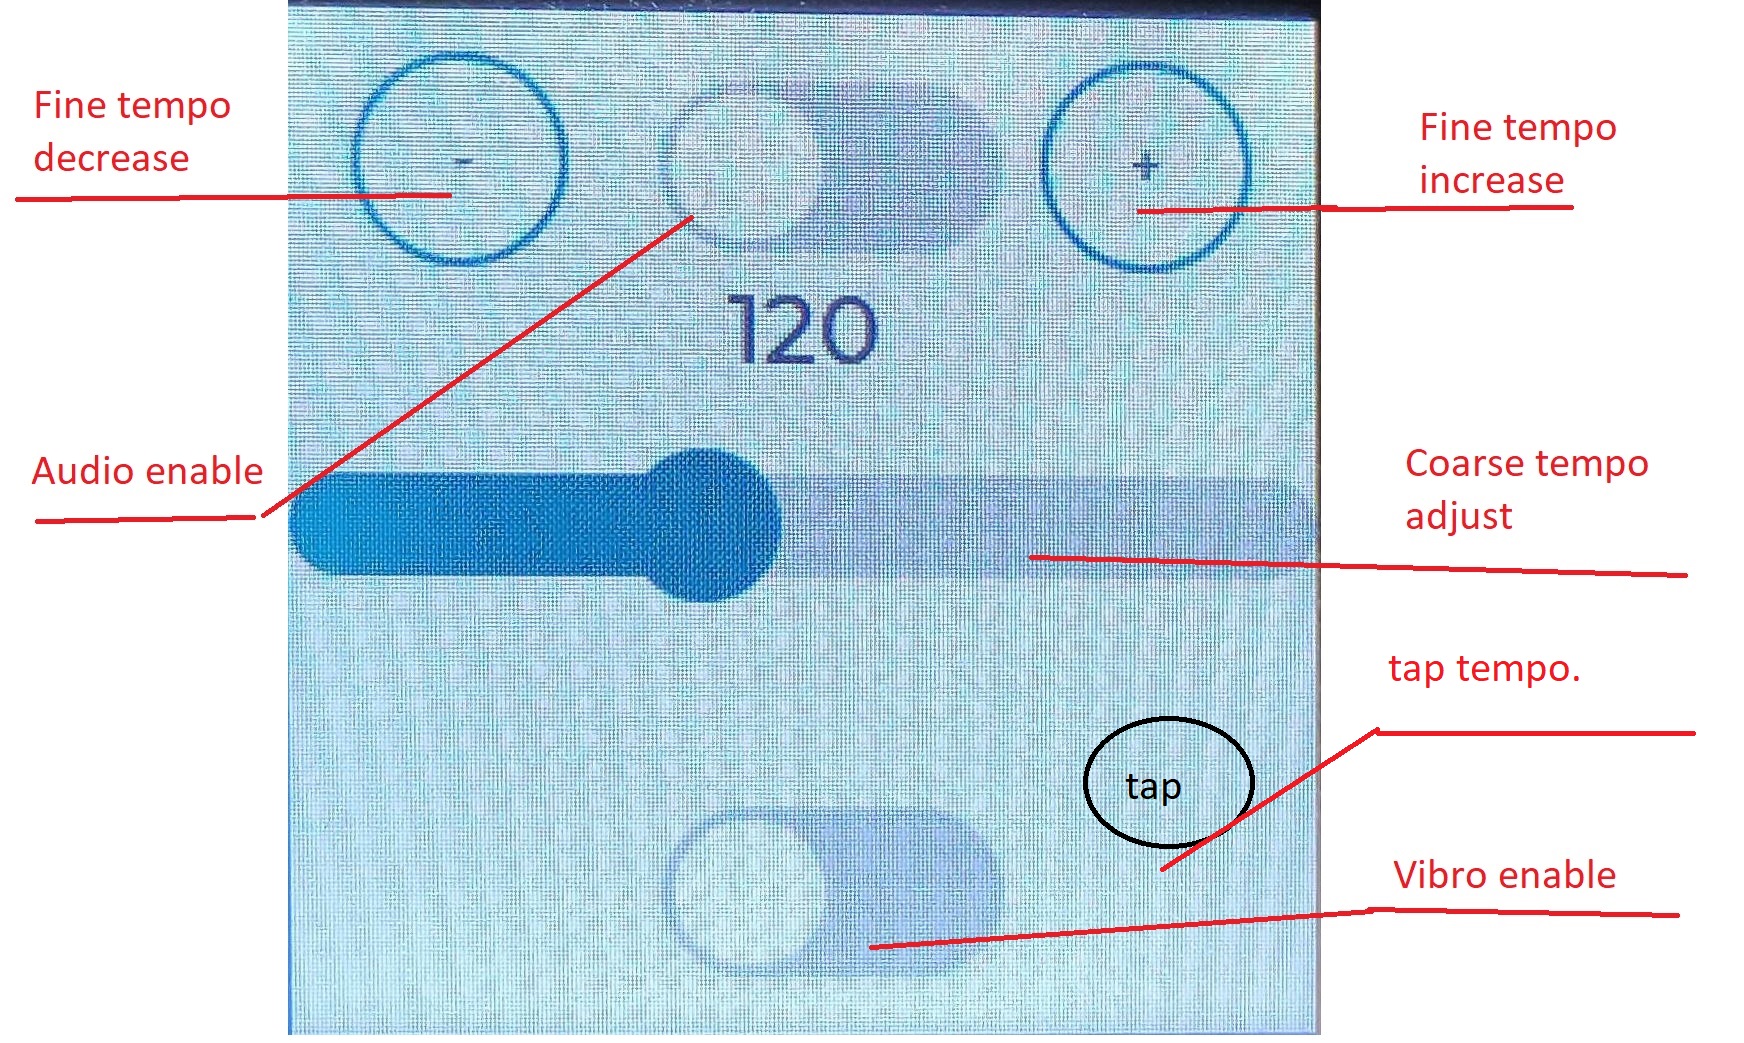 Fine tempo
decrease
-
+
Fine tempo
increase
120
Audio enable
Coarse tempo
adjust
tap tempo.
tap
Vibro enable